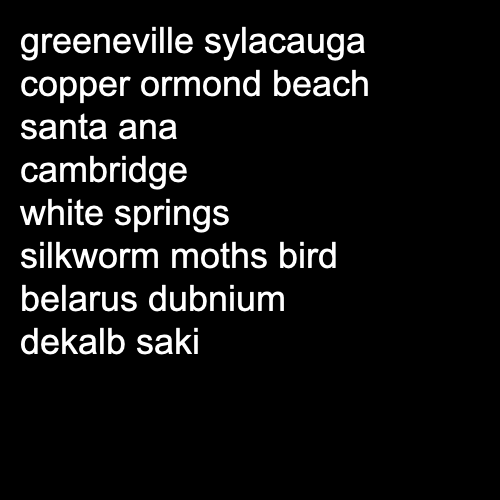 greeneville sylacauga
copper ormond beach
santa ana
cambridge
white springs
silkworm moths bird
belarus dubnium
dekalb saki